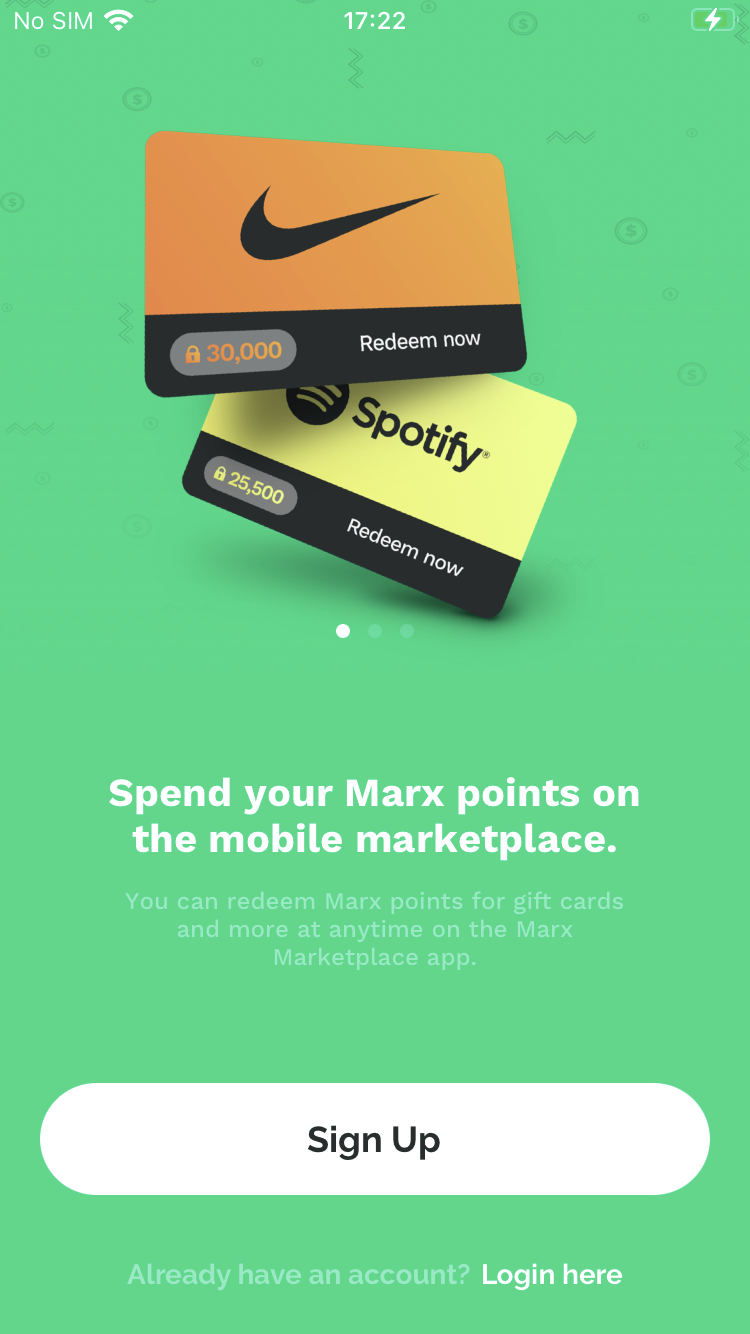 No SIM 17:22
30,000 Redeem now
Spotify®
25,500 Redeem now
Spend your Marx points on
the mobile marketplace.
You can redeem Marx points for gift cards
and more at anytime on the Marx
Marketplace app.
Sign Up
Already have an account? Login here